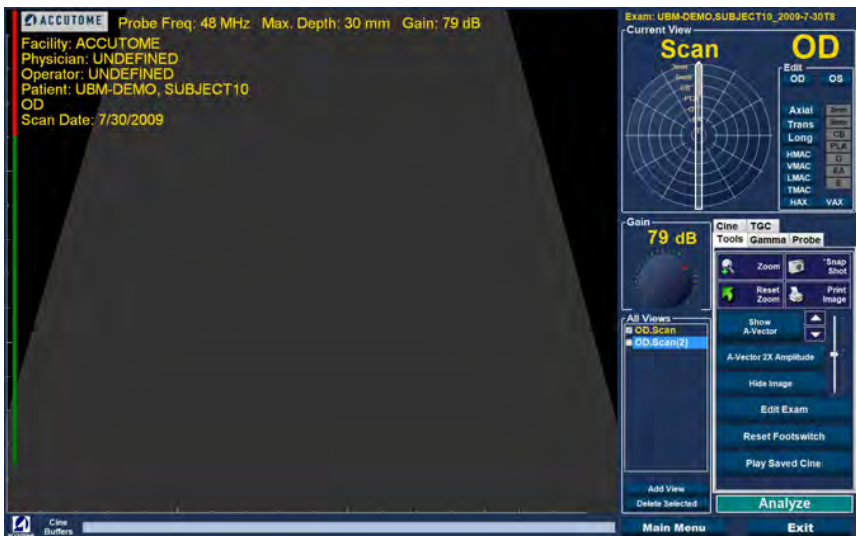 ACCUTOME
Probe Freq: 48 MHz Max. Depth: 30 mm Gain: 79 dB
Facility: ACCUTOME
Physician: UNDEFINED
Operator: UNDEFINED
Patient: UBM-DEMO, SUBJECT10
OD
Scan Date: 7/30/2009
Exam: UBM-DEMO,SUBJECT10_2009-7-30T8
Current View
Scan
OD
Edit
OD OS
Axial
Trans
Long
CB
PLA
HMAC
VMAC
LMAC
TMAC
EA
E
HAX VAX
Gain
79 dB
Cine TGC
Tools Gamma Probe
Zoom
Snap Shot
Reset Zoom
Print Image
All Views
OD.Scan
OD.Scan(2)
Show A-Vector
A-Vector 2X Amplitude
Hide Image
Edit Exam
Reset Footswitch
Play Saved Cine
Add View
Delete Selected
Analyze
Cine Buffers
Main Menu
Exit